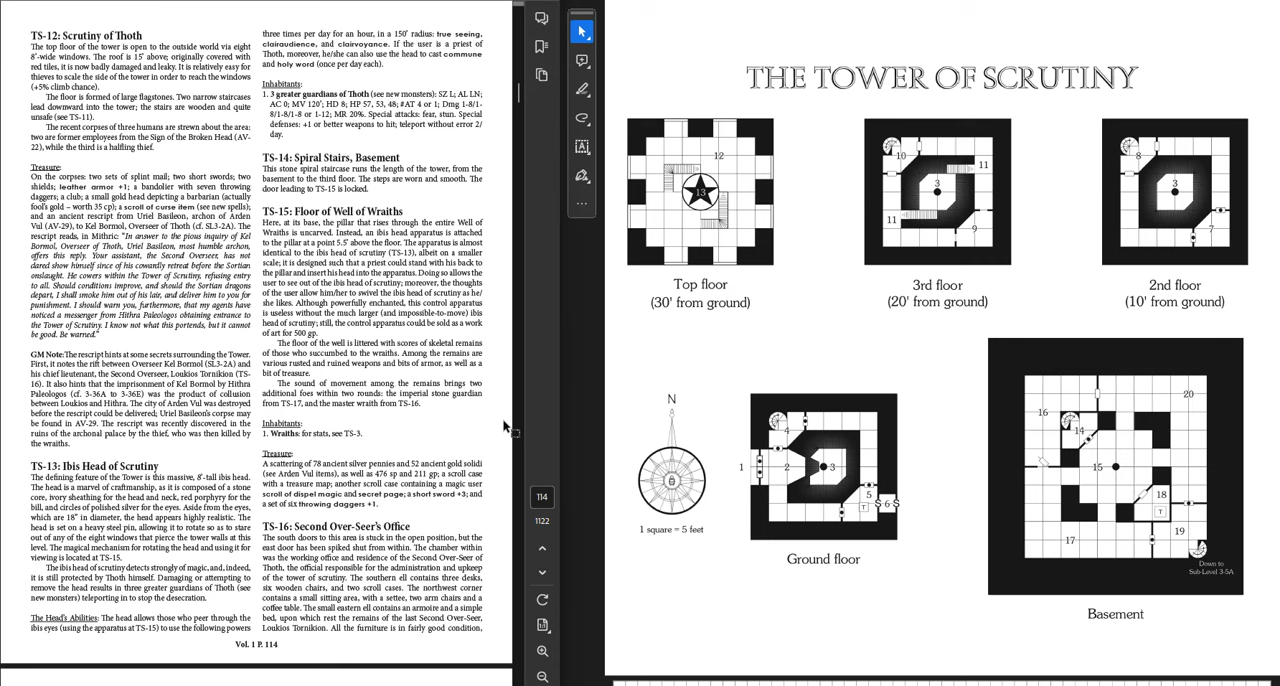 TS-12: Scrutiny of Thoth
The top floor of the tower is open to the outside world via eight
8'-wide windows. The roof is 15' above; originally covered with
red tiles, it is now badly damaged and leaky. It is relatively easy for
thieves to scale the side of the tower in order to reach the windows
(+5% climb chance).
The floor is formed of large flagstones. Two narrow staircases
lead downward into the tower; the stairs are wooden and quite
unsafe (see TS-11).
The recent corpses of three humans are strewn about the area:
two are former employees from the Sign of the Broken Head (AV-
22), while the third is a halfling thief.
Treasure:
On the corpses: two sets of splint mail; two short swords; two
shields; leather armor +1; a bandolier with seven throwing
daggers; a club; a small gold head depicting a barbarian (actually
fool's gold – worth 35 cp); a scroll of curse item (see new spells);
and an ancient rescript from Uriel Basileon, archon of Arden
Vul (AV-29), to Kel Bormol, Overseer of Thoth (cf. SL3-2A). The
rescript reads, in Mithric: "In answer to the pious inquiry of Kel
Bormol, Overseer of Thoth, Uriel Basileon, most humble archon,
offers this reply. Your assistant, the Second Overseer, has not
dared show himself since of his cowardly retreat before the Sortian
onslaught. He cowers within the Tower of Scrutiny, refusing entry
to all. Should conditions improve, and should the Sortian dragons
depart, I shall smoke him out of his lair, and deliver him to you for
punishment. I should warn you, furthermore, that my agents have
noticed a messenger from Hithra Paleologos obtaining entrance to
the Tower of Scrutiny. I know not what this portends, but it cannot
be good. Be warned."
GM Note: The rescript hints at some secrets surrounding the Tower.
First, it notes the rift between Overseer Kel Bormol (SL3-2A) and
his chief lieutenant, the Second Overseer, Loukios Tornikion (TS-
16). It also hints that the imprisonment of Kel Bormol by Hithra
Paleologos (cf. 3-36A to 3-36E) was the product of collusion
between Loukios and Hithra. The city of Arden Vul was destroyed
before the rescript could be delivered; Uriel Basileon's corpse may
be found in AV-29. The rescript was recently discovered in the
ruins of the archonal palace by the thief, who was then killed by
the wraiths.
TS-13: Ibis Head of Scrutiny
The defining feature of the Tower is this massive, 8'-tall ibis head.
The head is a marvel of craftsmanship, as it is composed of a stone
core, ivory sheathing for the head and neck, red porphyry for the
bill, and circles of polished silver for the eyes. Aside from the eyes,
which are 18" in diameter, the head appears highly realistic. The
head is set on a heavy steel pin, allowing it to rotate so as to stare
out of any of the eight windows that pierce the tower walls at this
level. The magical mechanism for rotating the head and using it for
viewing is located at TS-15.
The ibis head of scrutiny detects strongly of magic, and, indeed,
it is still protected by Thoth himself. Damaging or attempting to
remove the head results in three greater guardians of Thoth (see
new monsters) teleporting in to stop the desecration.
The Head's Abilities: The head allows those who peer through the
ibis eyes (using the apparatus at TS-15) to use the following powers
three times per day for an hour, in a 150' radius: true seeing,
clairaudience, and clairvoyance. If the user is a priest of
Thoth, moreover, he/she can also use the head to cast commune
and holy word (once per day each).
Inhabitants:
1. 3 greater guardians of Thoth (see new monsters): SZ L; AL LN;
AC 0; MV 120'; HD 8; HP 57, 53, 48; #AT 4 or 1; Dmg 1-8/1-
8/1-8/1-8 or 1-12; MR 20%. Special attacks: fear, stun. Special
defenses: +1 or better weapons to hit; teleport without error 2/
day.
TS-14: Spiral Stairs, Basement
This stone spiral staircase runs the length of the tower, from the
basement to the third floor. The steps are worn and smooth. The
door leading to TS-15 is locked.
TS-15: Floor of Well of Wraiths
Here, at its base, the pillar that rises through the entire Well of
Wraiths is uncarved. Instead, an ibis head apparatus is attached
to the pillar at a point 5.5' above the floor. The apparatus is almost
identical to the ibis head of scrutiny (TS-13), albeit on a smaller
scale; it is designed such that a priest could stand with his back to
the pillar and insert his head into the apparatus. Doing so allows the
user to see out of the ibis head of scrutiny; moreover, the thoughts
of the user allow him/her to swivel the ibis head of scrutiny as he/
she likes. Although powerfully enchanted, this control apparatus
is useless without the much larger (and impossible-to-move) ibis
head of scrutiny; still, the control apparatus could be sold as a work
of art for 500 gp.
The floor of the well is littered with scores of skeletal remains
of those who succumbed to the wraiths. Among the remains are
various rusted and ruined weapons and bits of armor, as well as a
bit of treasure.
The sound of movement among the remains brings two
additional foes within two rounds: the imperial stone guardian
from TS-17, and the master wraith from TS-16.
Inhabitants:
1. Wraiths: for stats, see TS-3.
Treasure:
A scattering of 78 ancient silver pennies and 52 ancient gold solidi
(see Arden Vul items), as well as 476 sp and 211 gp; a scroll case
with a treasure map; another scroll case containing a magic user
scroll of dispel magic and secret page; a short sword +3; and
a set of six throwing daggers +1.
TS-16: Second Over-Seer's Office
The south doors to this area is stuck in the open position, but the
east door has been spiked shut from within. The chamber within
was the working office and residence of the Second Over-Seer of
Thoth, the official responsible for the administration and upkeep
of the tower of scrutiny. The southern ell contains three desks,
six wooden chairs, and two scroll cases. The northwest corner
contains a small sitting area, with a settee, two arm chairs and a
coffee table. The small eastern ell contains an armoire and a simple
bed, upon which rest the remains of the last Second Over-Seer,
Loukios Tornikion. All the furniture is in fairly good condition,
Vol. 1 P. 114
114
1122
THE TOWER OF SCRUTINY
12
13
Top floor
(30' from ground)
10
11
3
11
9
3rd floor
(20' from ground)
8
3
7
2nd floor
(10' from ground)
N
1 square = 5 feet
4
1
2
3
5
T
S 6 S
Ground floor
20
16
14
15
18
T
19
17
Down to
Sub-Level 3-5A
Basement